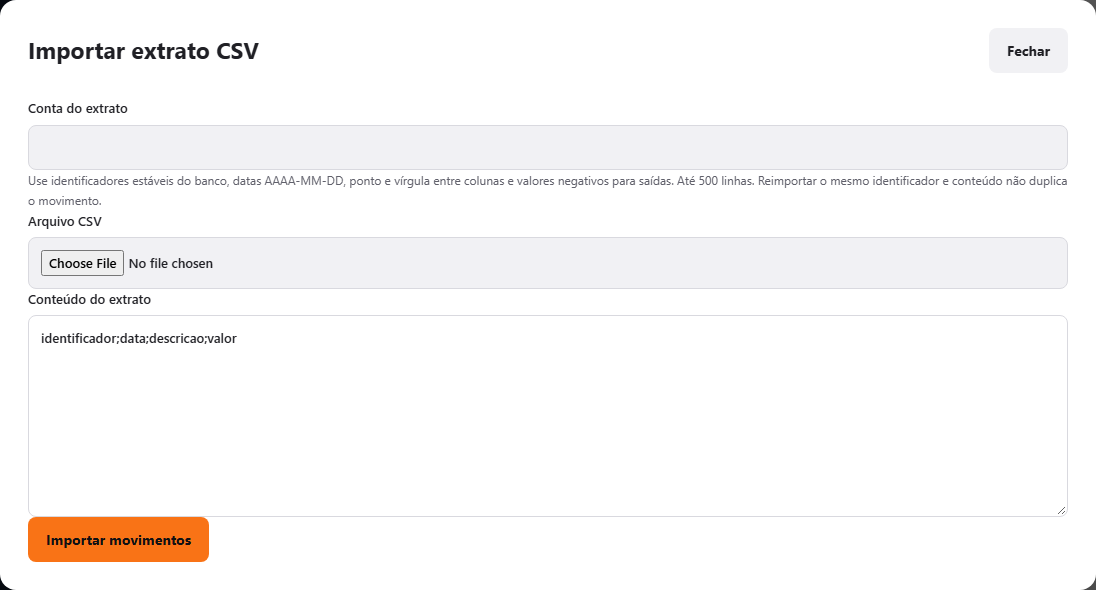 Importar extrato CSV
Fechar
Conta do extrato
Use identificadores estáveis do banco, datas AAAA-MM-DD, ponto e vírgula entre colunas e valores negativos para saídas. Até 500 linhas. Reimportar o mesmo identificador e conteúdo não duplica
o movimento.
Arquivo CSV
Choose File No file chosen
Conteúdo do extrato
identificador;data;descricao;valor
Importar movimentos